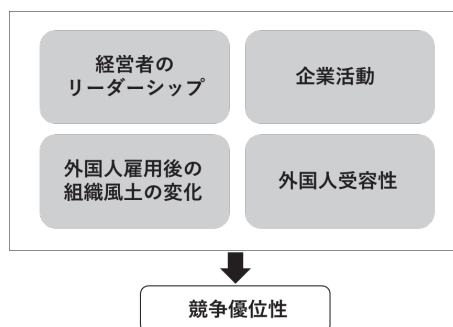 経営者の
リーダーシップ
企業活動
外国人雇用後の
組織風土の変化
外国人受容性
競争優位性